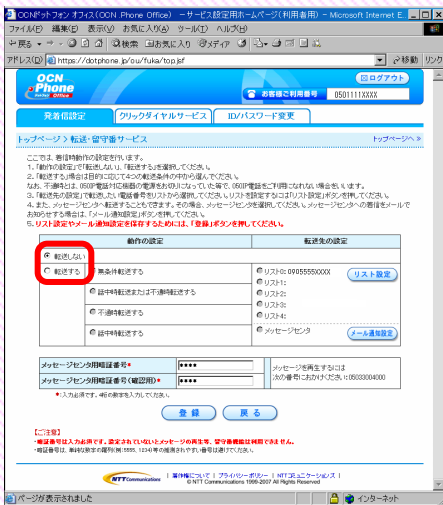 OCNドットフォン オフィス(OCN .Phone Office) －サービス設定用ホームページ(利用者用) - Microsoft Internet E
ファイル(F) 編集(E) 表示(V) お気に入り(A) ツール(T) ヘルプ(H)
戻る 検索 お気に入り メディア
アドレス(D) https://dotphone.jp/ou/fuka/top.jsf 移動 リンク
OCN
.Phone
Office
ログアウト
お客様ご利用番号 0501111XXXX
発着信設定 クリックダイヤルサービス ID/パスワード変更
トップページ > 転送・留守番サービス トップページへ »
ここでは、着信時動作の設定を行います。
1. 「動作の設定」で「転送しない」、「転送する」を選択してください。
2. 「転送する」場合は目的に応じて4つの転送条件の中から選んでください。
なお、不通時とは、050IP電話対応機器の電源がお切りになっていた等で、050IP電話をご利用になれない場合をいいます。
3. 「転送先の設定」で転送したい電話番号をリストから選択してください。リストを設定するにはリスト設定」ボタンを押してください。
4. また、メッセージセンタへ転送することもできます。その場合、メッセージセンタを選択してください。メッセージセンタへの着信をメールで
お知らせする場合は、「メール通知設定」ボタンを押してください。
5. リスト設定やメール通知設定を保存するためには、「登録」ボタンを押してください。
動作の設定 転送先の設定
転送しない
転送する 無条件転送する
話中時転送または不通時転送する
不通時転送する
話中時転送する
リスト0: 0905555XXXX
リスト1:
リスト2:
リスト3:
リスト4:
リスト設定
メッセージセンタ メール通知設定
メッセージセンタ用暗証番号* ****
メッセージセンタ用暗証番号(確認用)* ****
メッセージを再生するには
次の番号におかけください: 05033004000
*:入力必須です。4桁の数字を入力してください。
登 録 戻 る
【ご注意】
・暗証番号は入力必須です。設定されていないとメッセージの再生等、留守番機能は利用できません。
・暗証番号は、単純な数字の羅列(例:5555, 1234)等の推測されやすい番号は避けてください。
NTT Communications
著作権について | プライバシーポリシー | NTTコミュニケーションズ |
© NTT Communications 1999-2007 All Rights Reserved
ページが表示されました インターネット